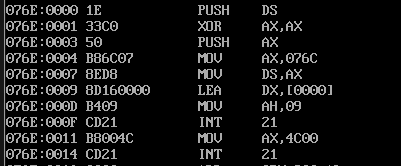 076E:0000 1E PUSH DS
076E:0001 33C0 XOR AX,AX
076E:0003 50 PUSH AX
076E:0004 B86C07 MOV AX,076C
076E:0007 8ED8 MOV DS,AX
076E:0009 8D160000 LEA DX,[0000]
076E:000D B409 MOV AH,09
076E:000F CD21 INT 21
076E:0011 B8004C MOV AX,4C00
076E:0014 CD21 INT 21